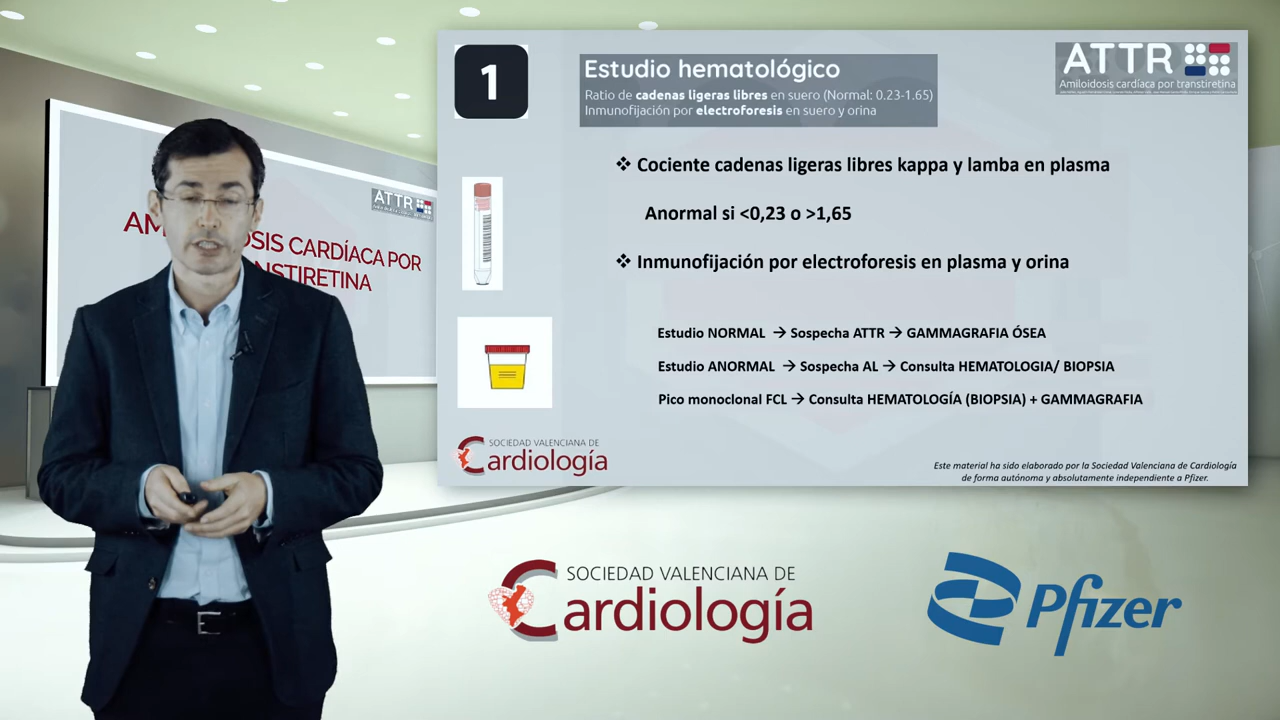 1
Estudio hematológico
Ratio de cadenas ligeras libres en suero (Normal: 0.23-1.65)
Inmunofijación por electroforesis en suero y orina
ATTR
Amiloidosis cardíaca por transtiretina
❖ Cociente cadenas ligeras libres kappa y lamba en plasma
Anormal si <0,23 o >1,65
❖ Inmunofijación por electroforesis en plasma y orina
Estudio NORMAL → Sospecha ATTR → GAMMAGRAFIA ÓSEA
Estudio ANORMAL → Sospecha AL → Consulta HEMATOLOGIA/ BIOPSIA
Pico monoclonal FCL → Consulta HEMATOLOGÍA (BIOPSIA) + GAMMAGRAFIA
SOCIEDAD VALENCIANA DE
Cardiología
Este material ha sido elaborado por la Sociedad Valenciana de Cardiología
de forma autónoma y absolutamente independiente a Pfizer.
ATTR
CARDÍACA POR
SOCIEDAD VALENCIANA DE
Cardiología
Pfizer